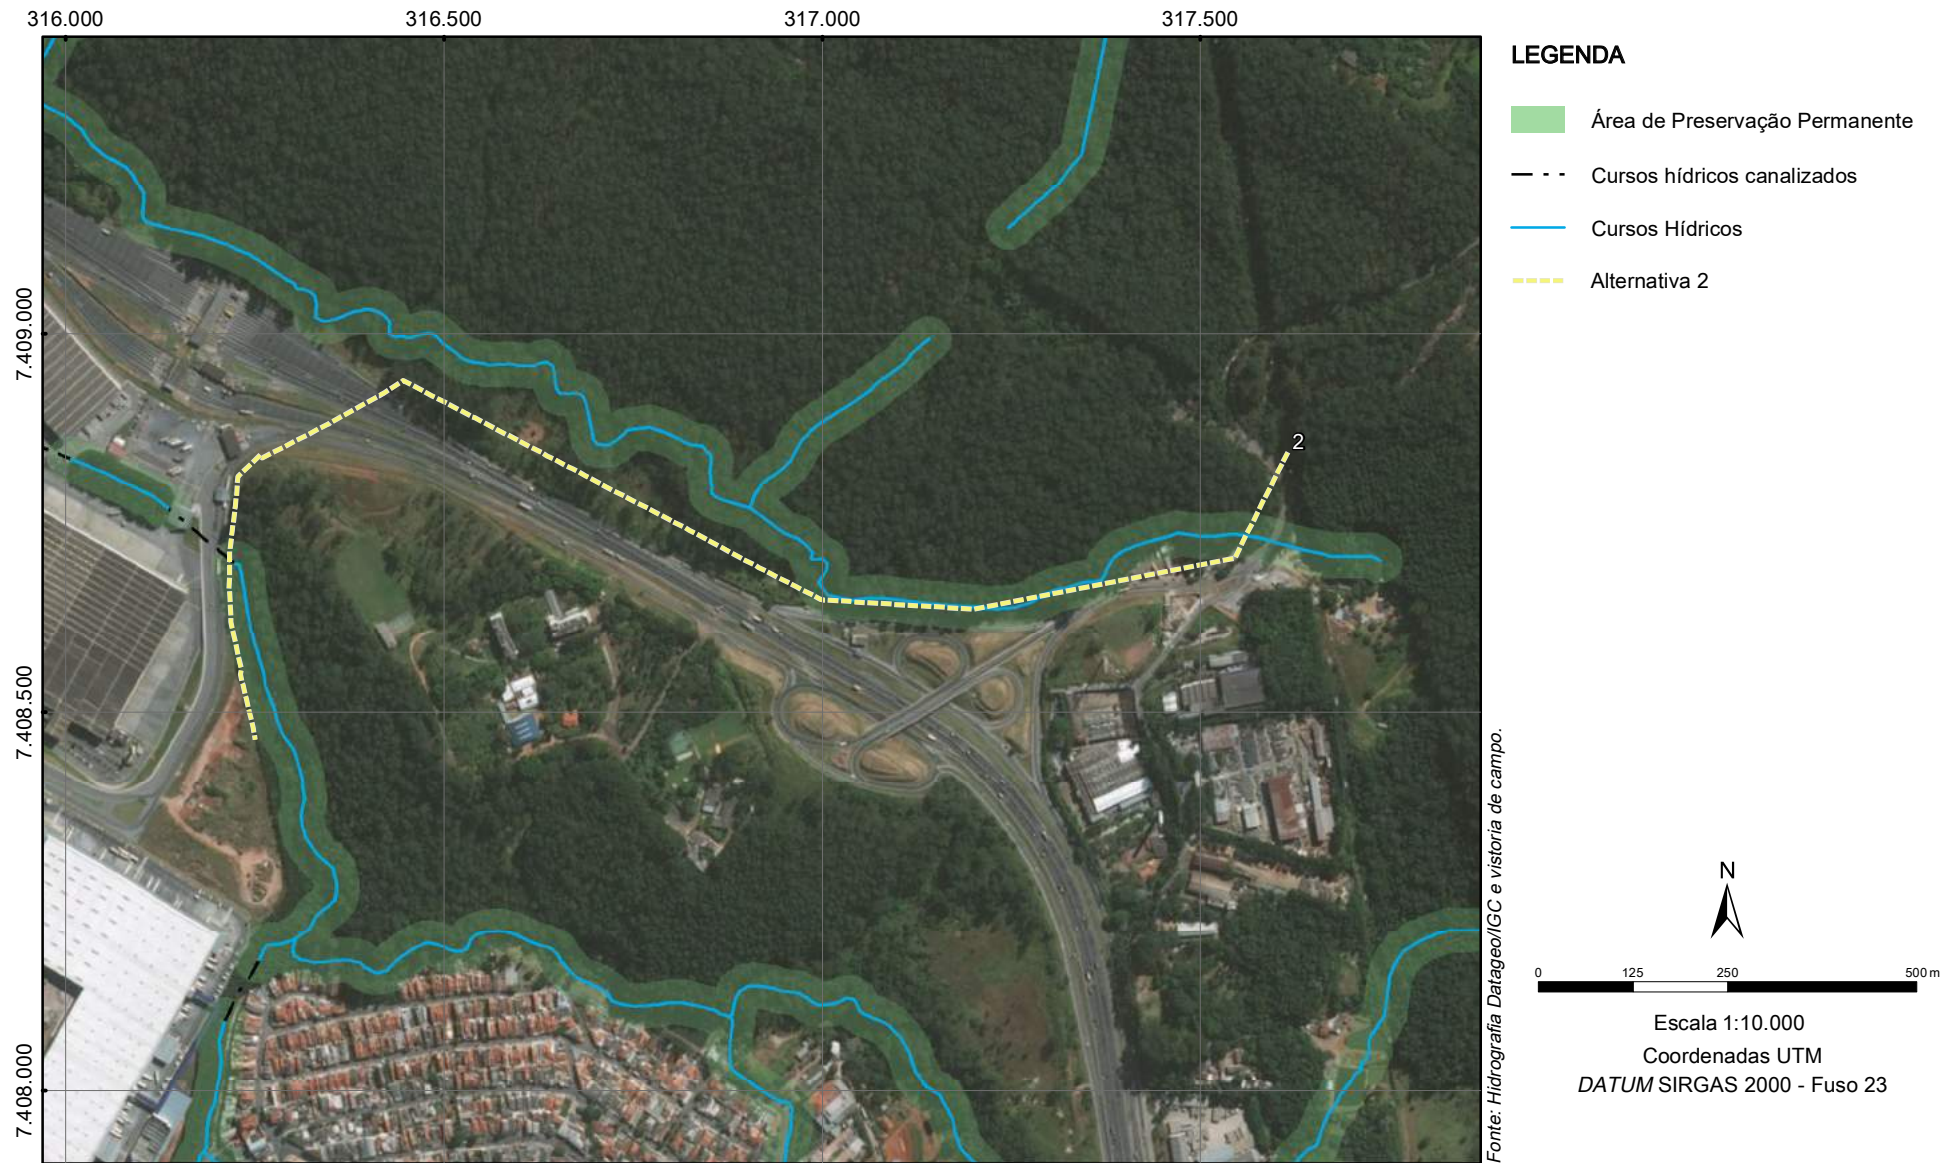 316.000 316.500 317.000 317.500
7.409.000
7.408.500
7.408.000
2
LEGENDA
Área de Preservação Permanente
Cursos hídricos canalizados
Cursos Hídricos
Alternativa 2
Fonte: Hidrografia Datageo/IGC e vistoria de campo.
N
0 125 250 500 m
Escala 1:10.000
Coordenadas UTM
DATUM SIRGAS 2000 - Fuso 23